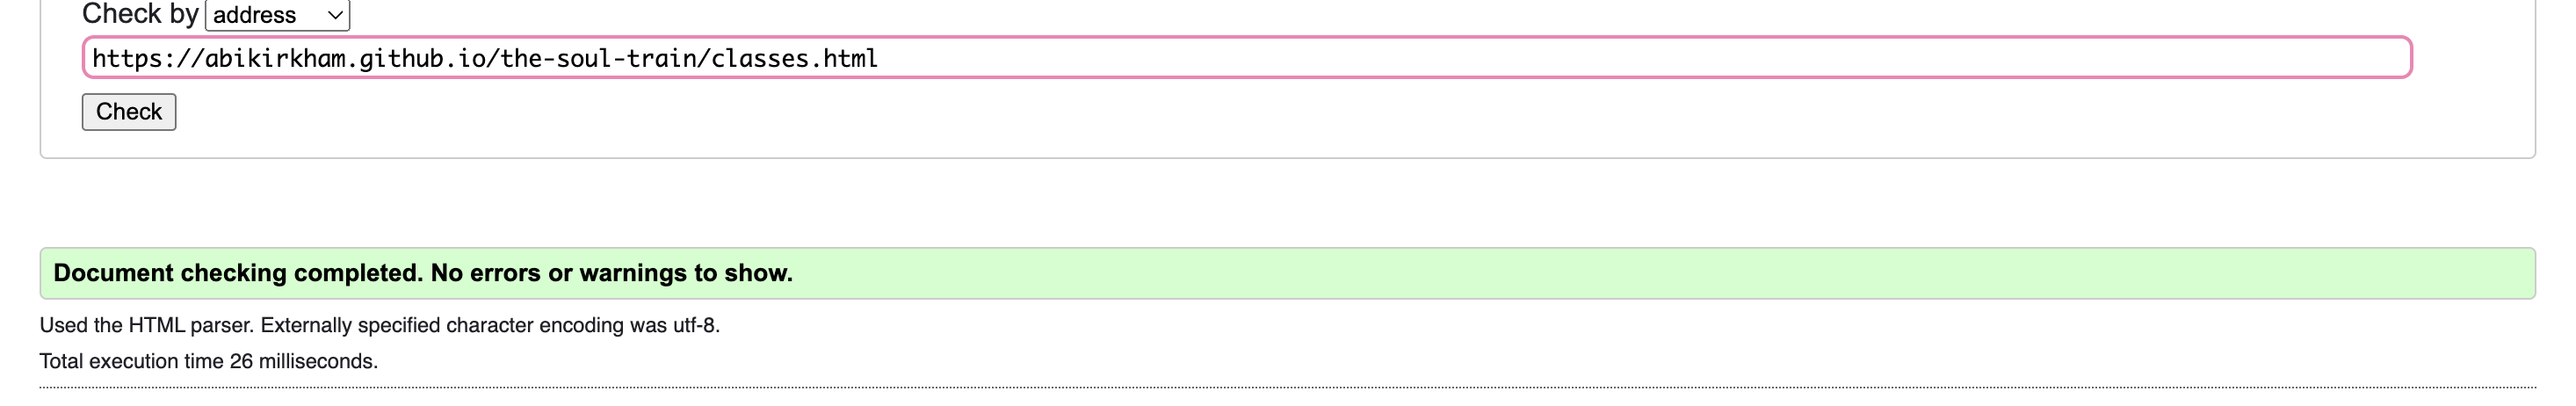 Check by address
https://abikirkham.github.io/the-soul-train/classes.html
Check
Document checking completed. No errors or warnings to show.
Used the HTML parser. Externally specified character encoding was utf-8.
Total execution time 26 milliseconds.